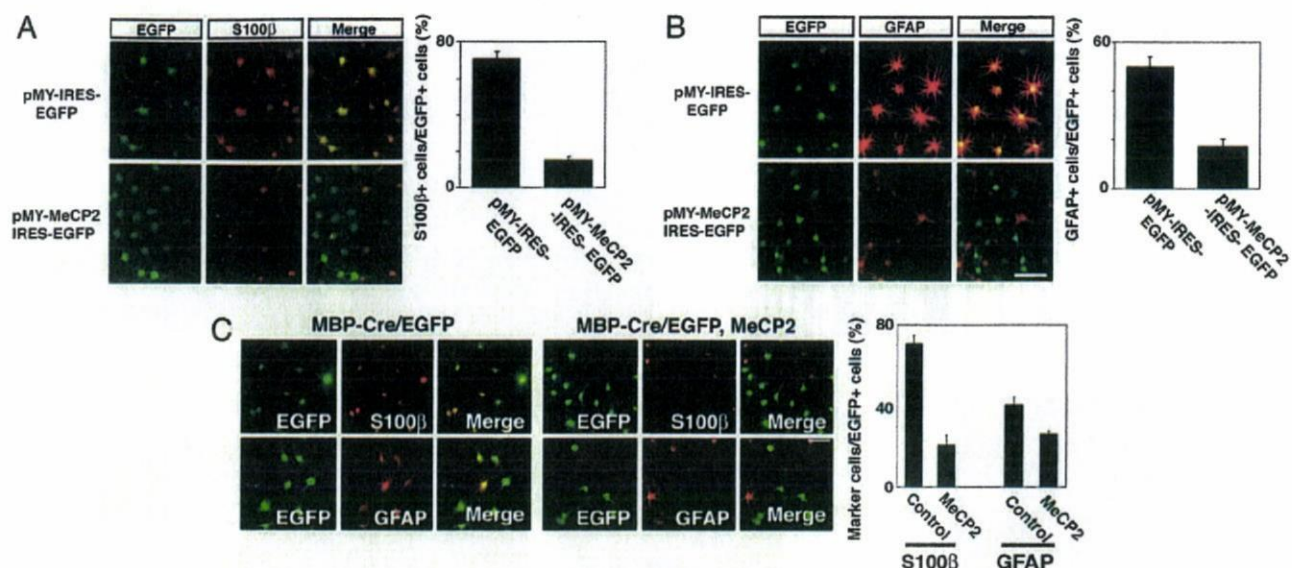 A
EGFP
S100β
Merge
pMY-IRES-
EGFP
pMY-MeCP2
IRES-EGFP
S100β+ cells/EGFP+ cells (%)
80
0
pMY-IRES-
EGFP
pMY-MeCP2
-IRES- EGFP
B
EGFP
GFAP
Merge
pMY-IRES-
EGFP
pMY-MeCP2
IRES-EGFP
GFAP+ cells/EGFP+ cells (%)
60
0
pMY-IRES-
EGFP
pMY-MeCP2
-IRES- EGFP
C
MBP-Cre/EGFP
MBP-Cre/EGFP, MeCP2
EGFP
S100β
Merge
EGFP
S100β
Merge
EGFP
GFAP
Merge
EGFP
GFAP
Merge
Marker cells/EGFP+ cells (%)
80
40
0
Control
MeCP2
Control
MeCP2
S100β
GFAP